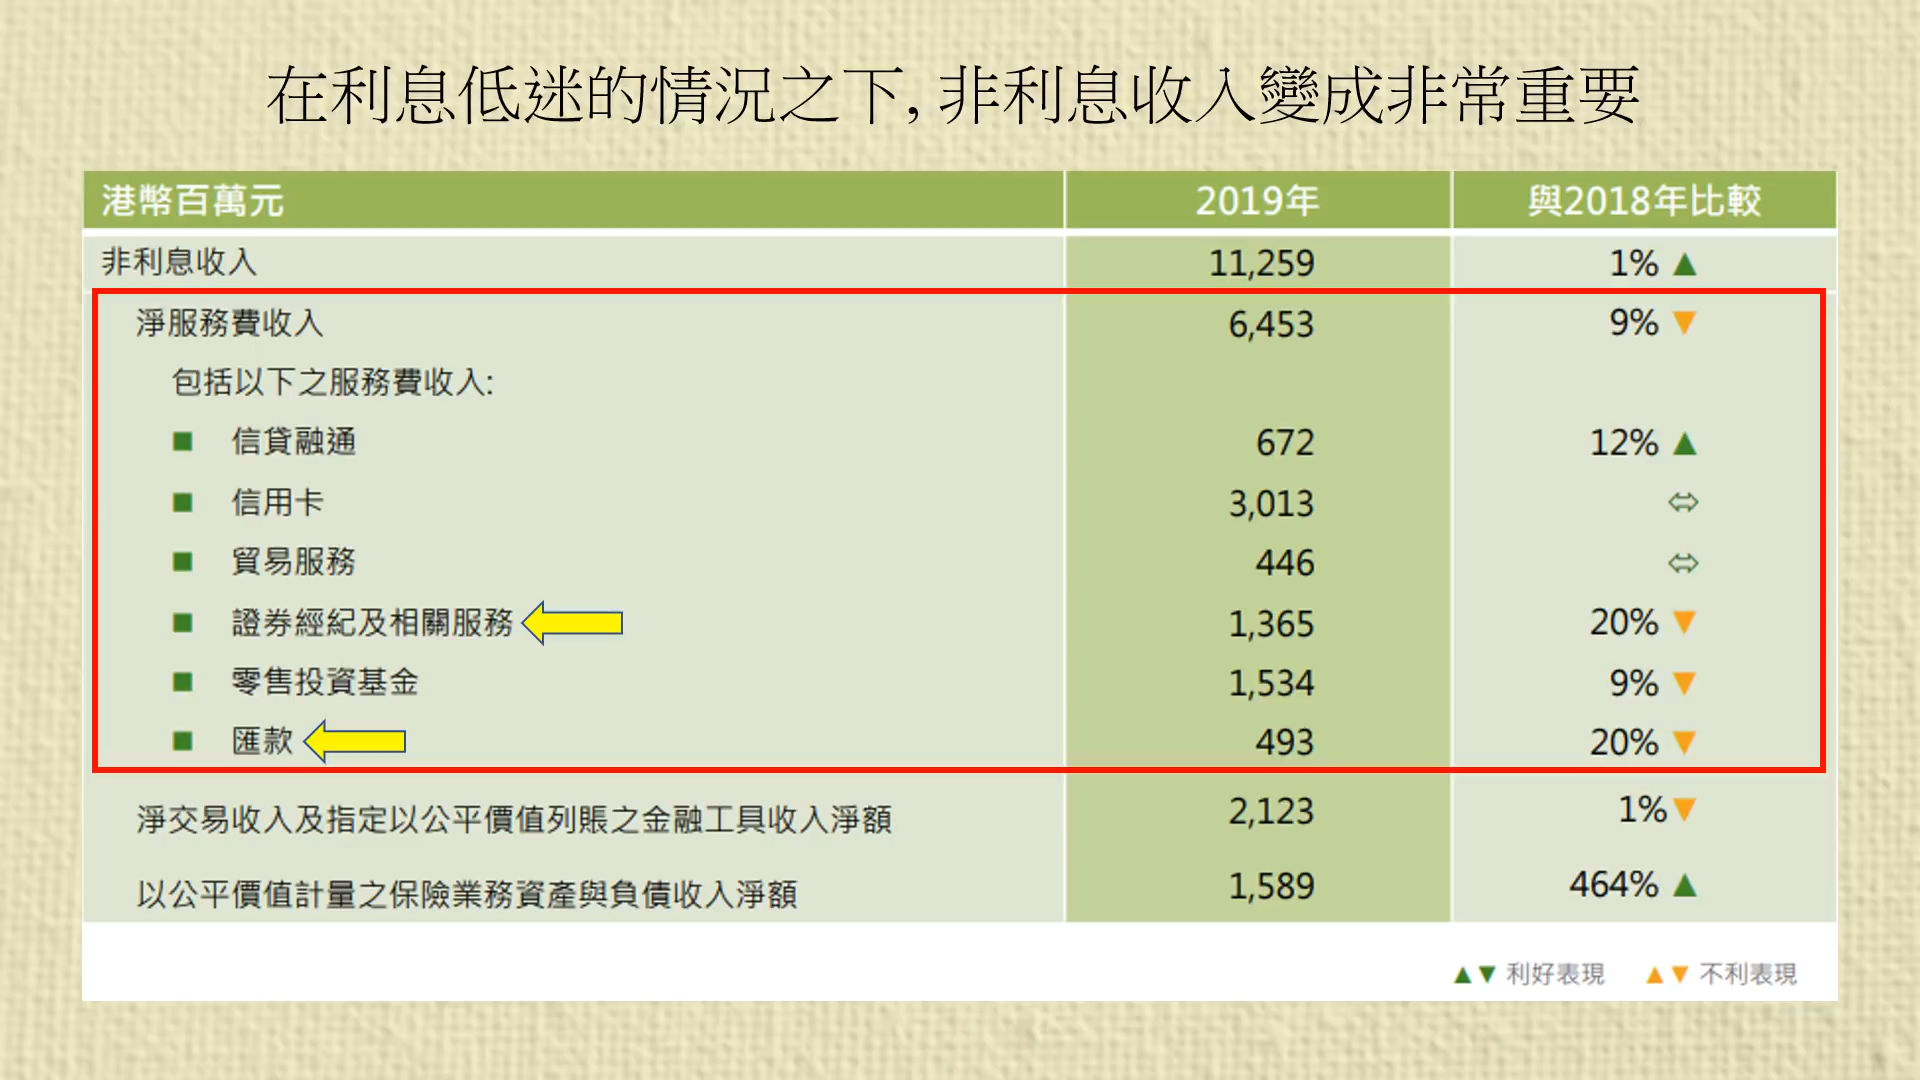 在利息低迷的情況之下, 非利息收入變成非常重要
港幣百萬元 2019年 與2018年比較
非利息收入 11,259 1% ▲
淨服務費收入 6,453 9% ▼
包括以下之服務費收入:
■ 信貸融通 672 12% ▲
■ 信用卡 3,013 ⬄
■ 貿易服務 446 ⬄
■ 證券經紀及相關服務 1,365 20% ▼
■ 零售投資基金 1,534 9% ▼
■ 匯款 493 20% ▼
淨交易收入及指定以公平價值列賬之金融工具收入淨額 2,123 1% ▼
以公平價值計量之保險業務資產與負債收入淨額 1,589 464% ▲
▲▼ 利好表現 ▲▼ 不利表現